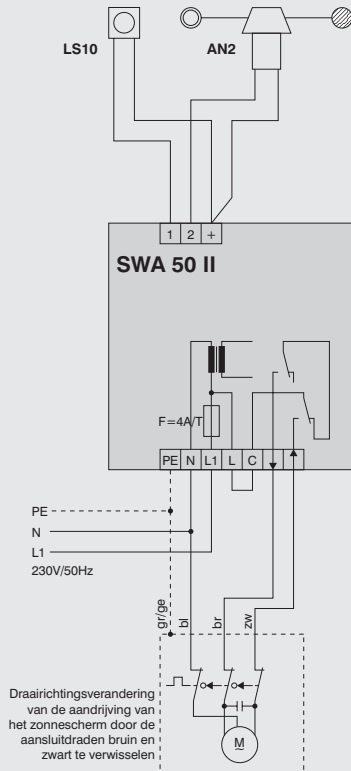 LS10
AN2
1 2 +
SWA 50 II
F=4A/T
PE N L1 L C
PE
N
L1
230V/50Hz
gr/ge
bl
br
zw
Draairichtingsverandering
van de aandrijving van
het zonnescherm door de
aansluitdraden bruin en
zwart te verwisselen
M
~